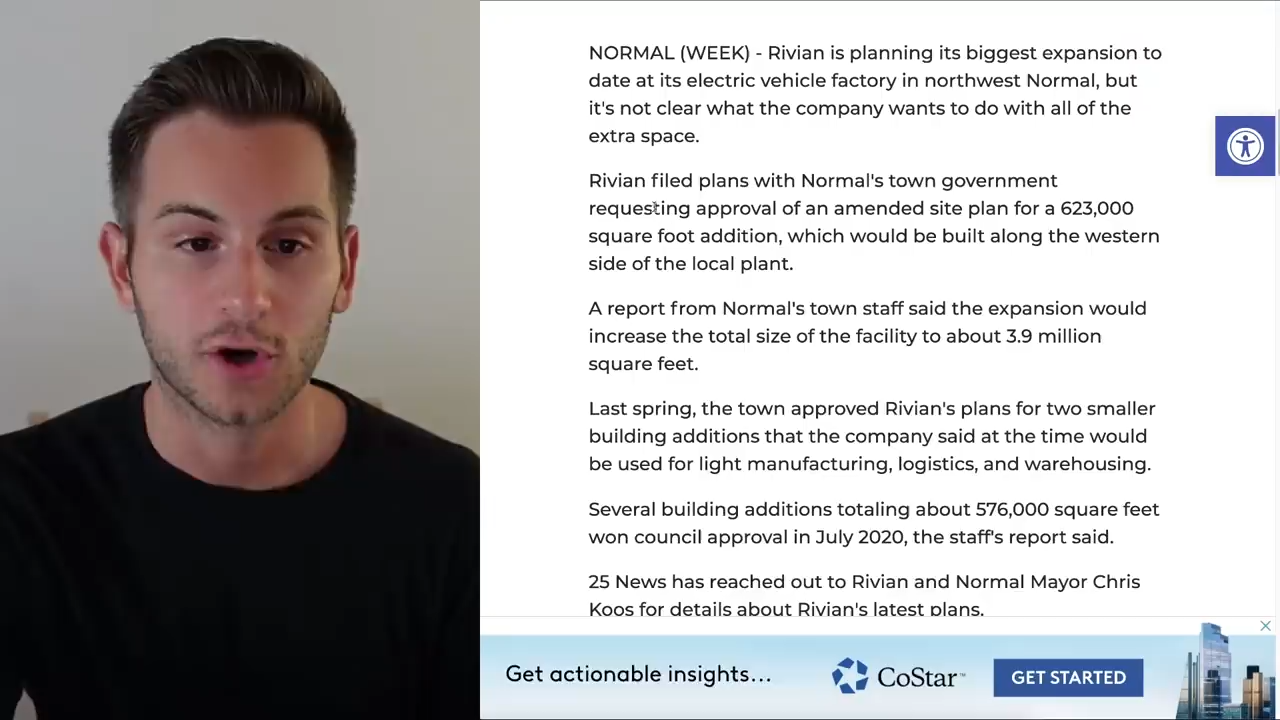 NORMAL (WEEK) - Rivian is planning its biggest expansion to
date at its electric vehicle factory in northwest Normal, but
it's not clear what the company wants to do with all of the
extra space.
Rivian filed plans with Normal's town government
requesting approval of an amended site plan for a 623,000
square foot addition, which would be built along the western
side of the local plant.
A report from Normal's town staff said the expansion would
increase the total size of the facility to about 3.9 million
square feet.
Last spring, the town approved Rivian's plans for two smaller
building additions that the company said at the time would
be used for light manufacturing, logistics, and warehousing.
Several building additions totaling about 576,000 square feet
won council approval in July 2020, the staff's report said.
25 News has reached out to Rivian and Normal Mayor Chris
Koos for details about Rivian's latest plans.
Get actionable insights...
CoStar™
GET STARTED